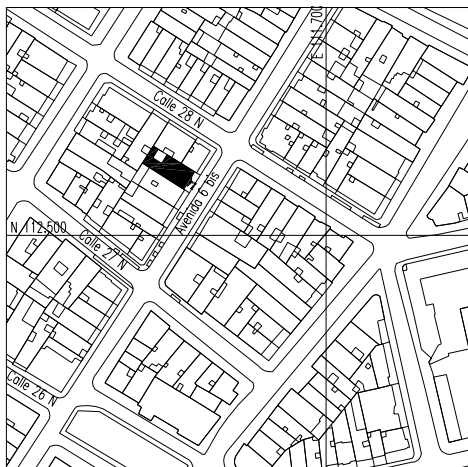 E 111.700
Calle 28 N
Avenida 6 bis
N 112.500
Calle 27 N
Calle 26 N